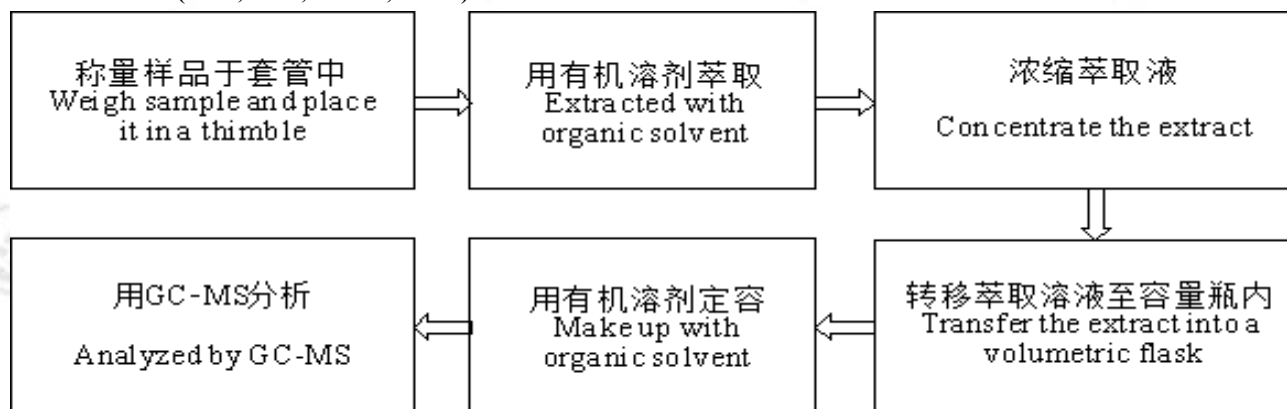 称量样品于套管中
Weigh sample and place
it in a thimble
用有机溶剂萃取
Extracted with
organic solvent
浓缩萃取液
Concentrate the extract
转移萃取溶液至容量瓶内
Transfer the extract into a
volumetric flask
用有机溶剂定容
Make up with
organic solvent
用GC-MS分析
Analyzed by GC-MS